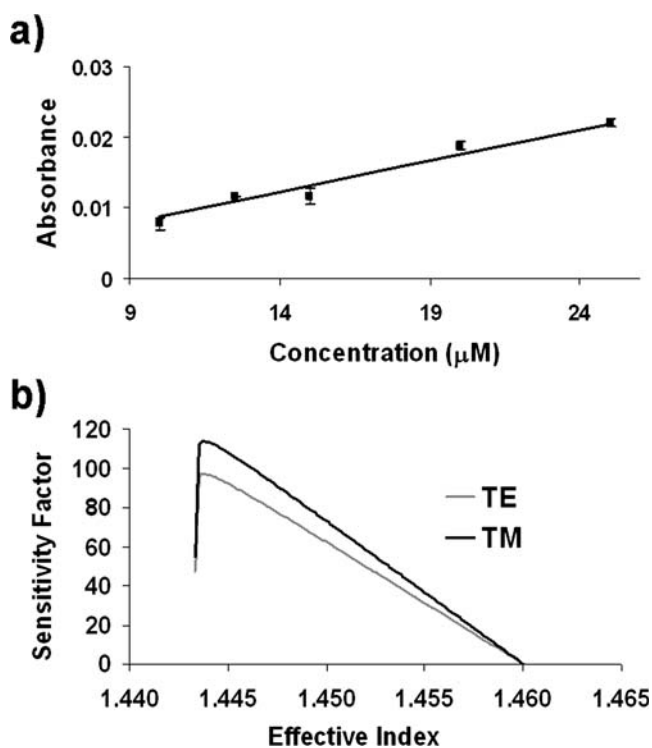 a)
0.03
0.02
0.01
0
Absorbance
9 14 19 24
Concentration (μM)
b)
120
100
80
60
40
20
0
Sensitivity Factor
TE
TM
1.440 1.445 1.450 1.455 1.460 1.465
Effective Index